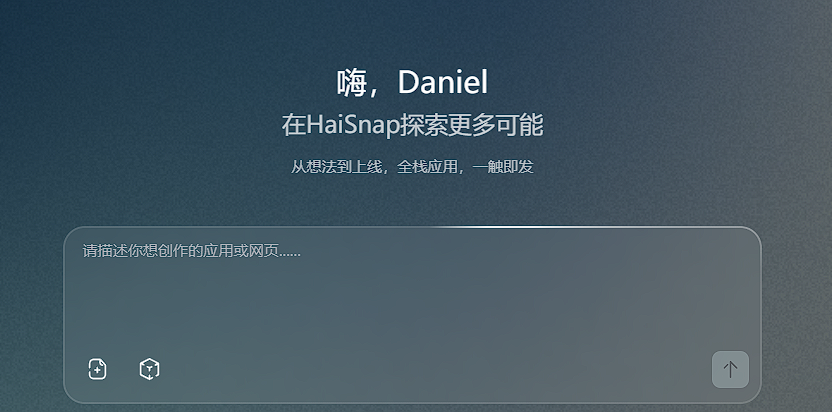 嗨，Daniel
在HaiSnap探索更多可能
从想法到上线，全栈应用，一触即发
请描述你想创作的应用或网页......